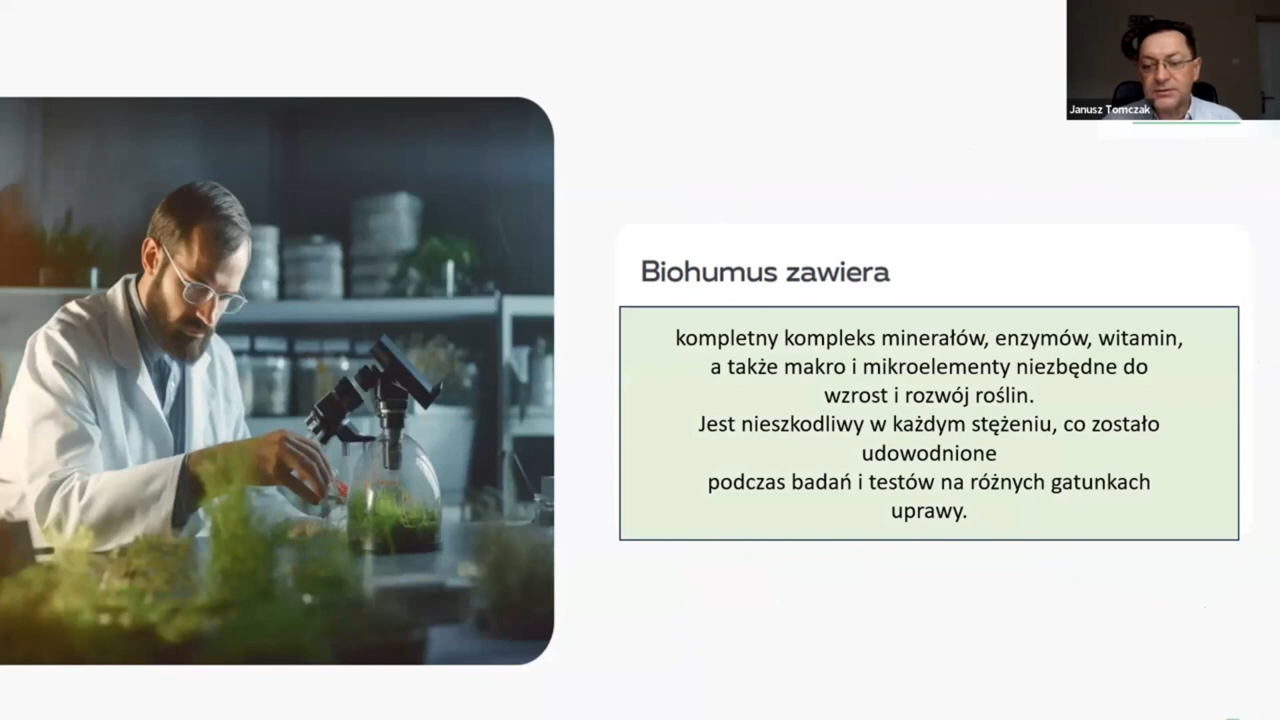 Janusz Tomczak
Biohumus zawiera
kompletny kompleks minerałów, enzymów, witamin,
a także makro i mikroelementy niezbędne do
wzrost i rozwój roślin.
Jest nieszkodliwy w każdym stężeniu, co zostało
udowodnione
podczas badań i testów na różnych gatunkach
uprawy.